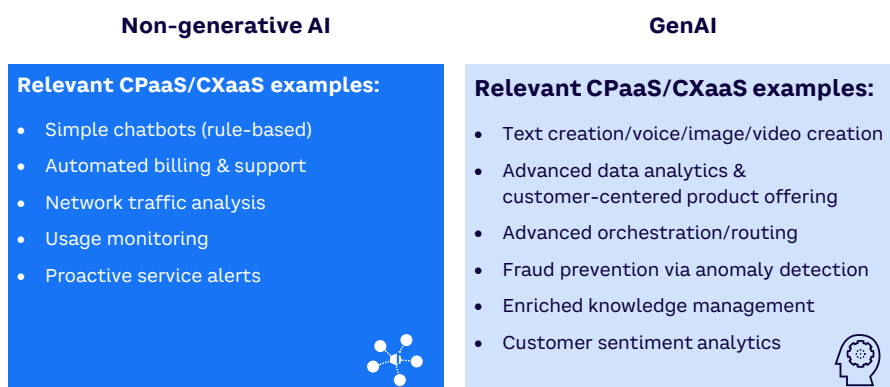 Non-generative AI
Relevant CPaaS/CXaaS examples:
• Simple chatbots (rule-based)
• Automated billing & support
• Network traffic analysis
• Usage monitoring
• Proactive service alerts
GenAI
Relevant CPaaS/CXaaS examples:
• Text creation/voice/image/video creation
• Advanced data analytics &
customer-centered product offering
• Advanced orchestration/routing
• Fraud prevention via anomaly detection
• Enriched knowledge management
• Customer sentiment analytics